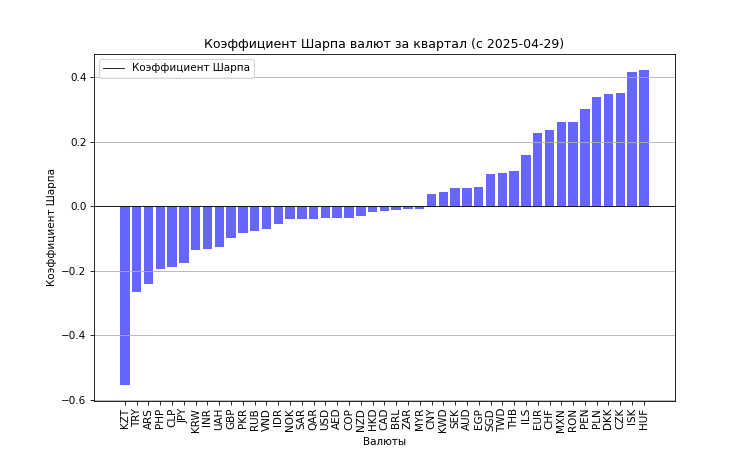 Коэффициент Шарпа валют за квартал (с 2025-04-29)
Коэффициент Шарпа
Коэффициент Шарпа
0.4
0.2
0.0
−0.2
−0.4
−0.6
KZT TRY ARS PHP CLP JPY KRW INR UAH GBP PKR RUB VND IDR NOK SAR QAR USD AED COP NZD HKD CAD BRL ZAR MYR CNY KWD SEK AUD EGP SGD TWD THB ILS EUR CHF MXN RON PEN PLN DKK CZK ISK HUF
Валюты